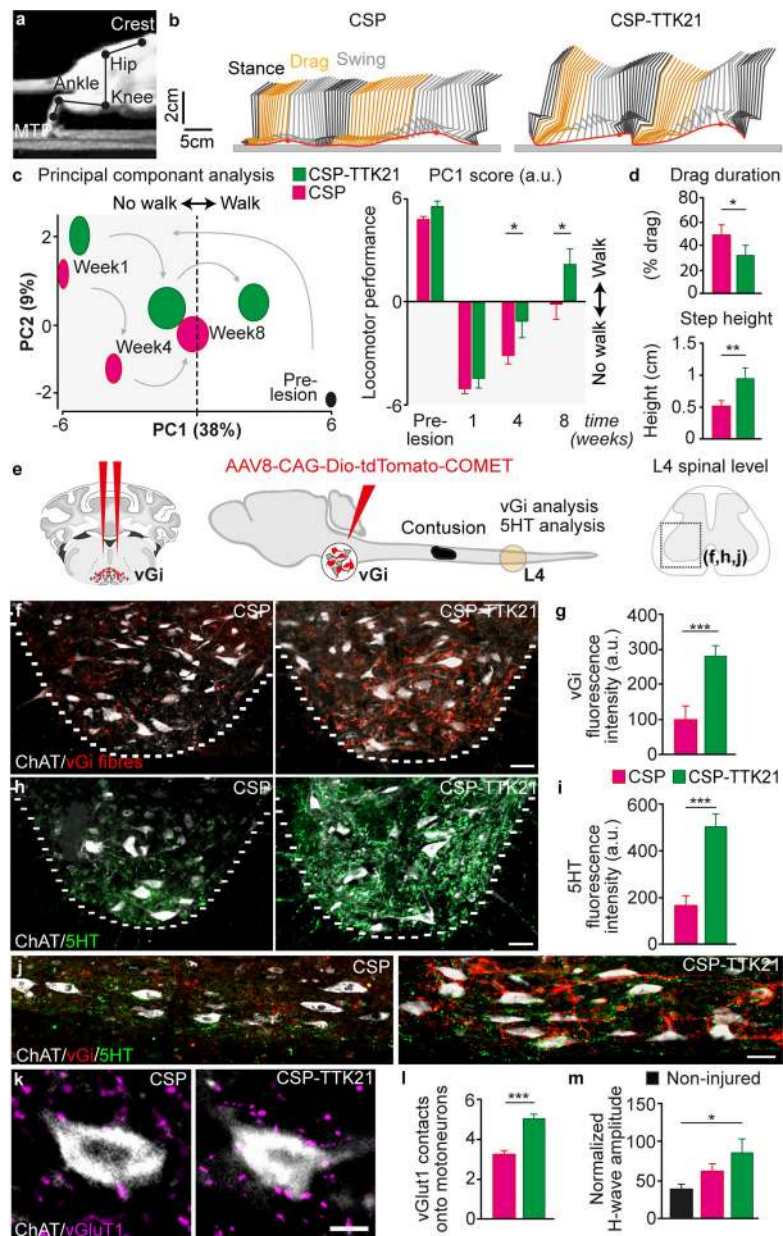 a
Crest
Hip
Ankle
Knee
MTP
b
CSP
CSP-TTK21
Stance
Drag
Swing
2cm
5cm
c
Principal componant analysis
CSP-TTK21
CSP
No walk
Walk
PC2 (9%)
2
0
-2
Week1
Week4
Week8
Pre-
lesion
-6
PC1 (38%)
6
PC1 score (a.u.)
Locomotor performance
6
0
-6
*
*
Walk
No walk
Pre-
lesion
1
4
8
time
(weeks)
d
Drag duration
(% drag)
80
60
40
20
0
*
Step height
Height (cm)
1.5
1
0.5
0
**
e
AAV8-CAG-Dio-tdTomato-COMET
vGi
vGi
Contusion
vGi analysis
5HT analysis
L4
L4 spinal level
(f,h,j)
f
CSP
CSP-TTK21
ChAT/vGi fibres
g
vGi
fluorescence
intensity (a.u.)
400
300
200
100
0
***
CSP
CSP-TTK21
h
CSP
CSP-TTK21
ChAT/5HT
i
5HT
fluorescence
intensity (a.u.)
600
400
200
0
***
j
CSP
CSP-TTK21
ChAT/vGi/5HT
k
CSP
CSP-TTK21
ChAT/vGluT1
l
vGlut1 contacts
onto motoneurons
6
4
2
0
***
m
Non-injured
Normalized
H-wave amplitude
150
100
50
0
*